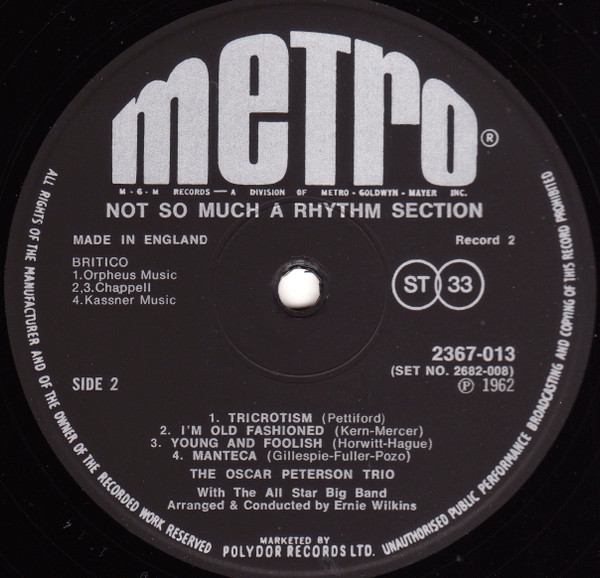 metro®
M-G-M RECORDS — A DIVISION OF METRO-GOLDWYN-MAYER INC.
NOT SO MUCH A RHYTHM SECTION
MADE IN ENGLAND
Record 2
BRITICO
1.Orpheus Music
2,3.Chappell
4.Kassner Music
ST 33
2367-013
(SET NO. 2682-008)
℗ 1962
SIDE 2
1. TRICROTISM (Pettiford)
2. I'M OLD FASHIONED (Kern-Mercer)
3. YOUNG AND FOOLISH (Horwitt-Hague)
4. MANTECA (Gillespie-Fuller-Pozo)
THE OSCAR PETERSON TRIO
With The All Star Big Band
Arranged & Conducted by Ernie Wilkins
MARKETED BY
POLYDOR RECORDS LTD.
ALL RIGHTS OF THE MANUFACTURER AND OF THE OWNER OF THE RECORDED WORK RESERVED
UNAUTHORISED PUBLIC PERFORMANCE BROADCASTING AND COPYING OF THIS RECORD PROHIBITED